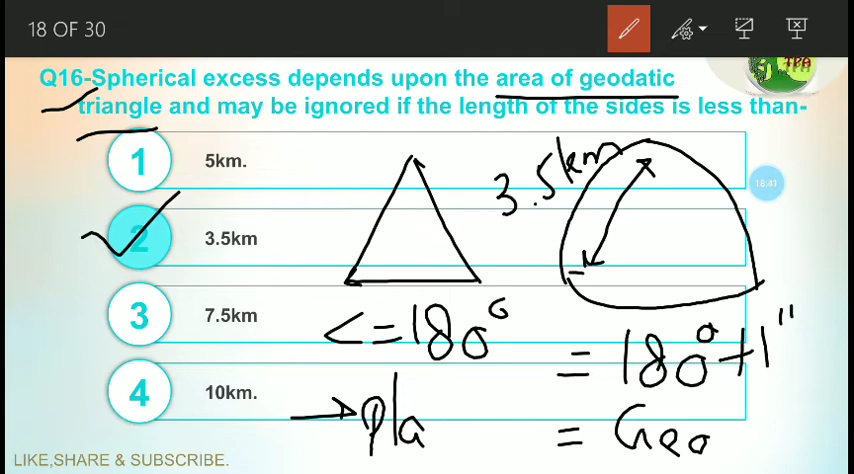 18 OF 30
TPA
Q16-Spherical excess depends upon the area of geodatic
triangle and may be ignored if the length of the sides is less than-
1 5km.
3.5km
18:41
2 3.5km
3 7.5km
<=180°
=180°+1"
4 10km.
→pla
=Geo
LIKE,SHARE & SUBSCRIBE.